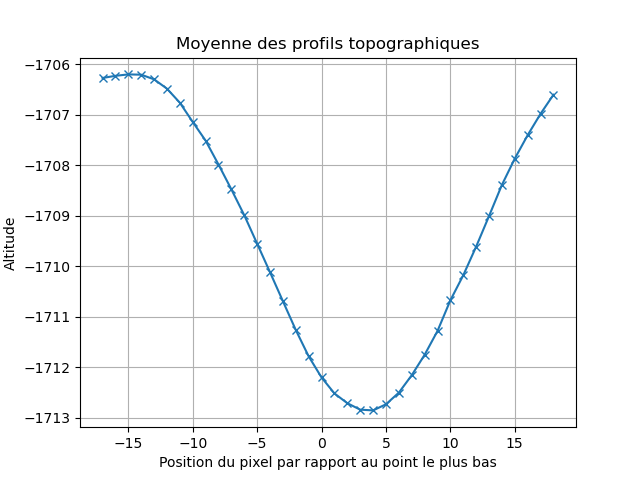 Moyenne des profils topographiques
Altitude
−1706
−1707
−1708
−1709
−1710
−1711
−1712
−1713
−15 −10 −5 0 5 10 15
Position du pixel par rapport au point le plus bas